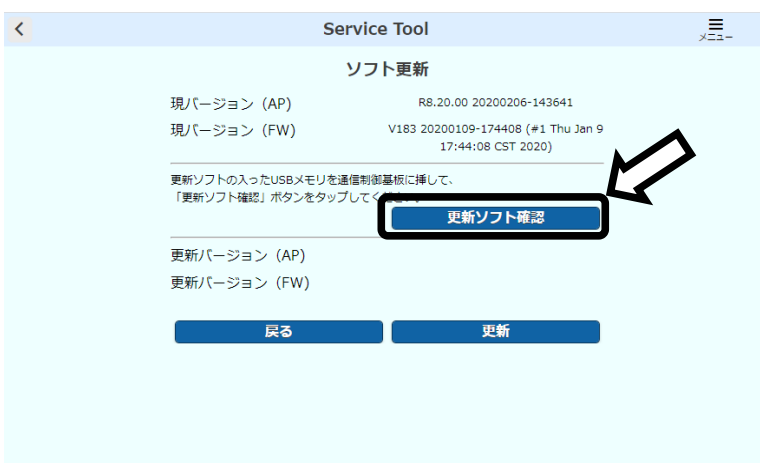 Service Tool
メニュー
ソフト更新
現バージョン（AP）
R8.20.00 20200206-143641
現バージョン（FW）
V183 20200109-174408 (#1 Thu Jan 9
17:44:08 CST 2020)
更新ソフトの入ったUSBメモリを通信制御基板に挿して、
「更新ソフト確認」ボタンをタップしてください。
更新ソフト確認
更新バージョン（AP）
更新バージョン（FW）
戻る
更新